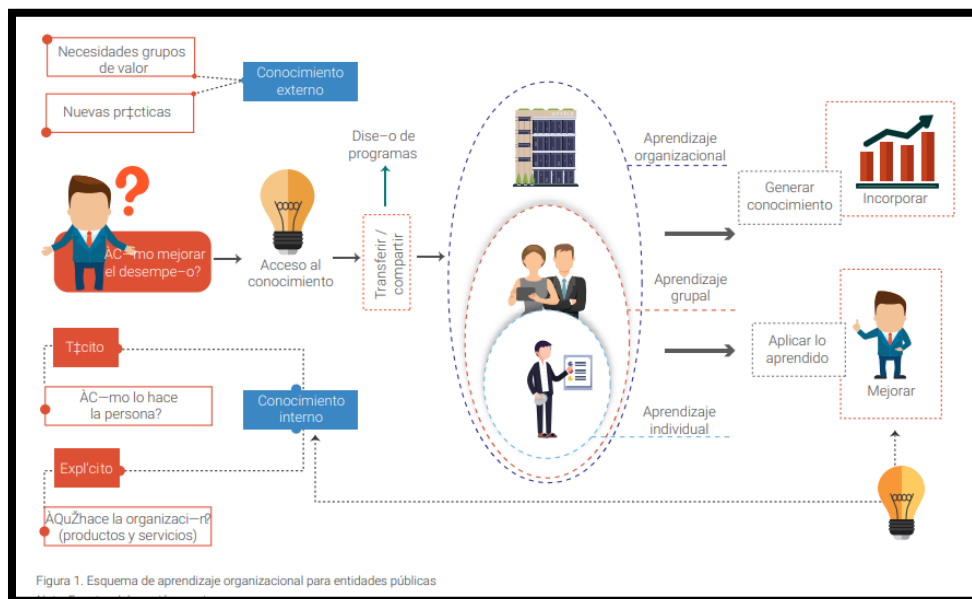 Necesidades grupos
de valor
Nuevas pr‡cticas
Conocimiento
externo
Dise–o de
programas
Aprendizaje
organizacional
Generar
conocimiento
Incorporar
ÀC—mo mejorar
el desempe–o?
Acceso al
conocimiento
Transferir /
compartir
Aprendizaje
grupal
Aplicar lo
aprendido
Mejorar
T‡cito
ÀC—mo lo hace
la persona?
Conocimiento
interno
Aprendizaje
individual
Expl'cito
ÀQuŽhace la organizaci—n?
(productos y servicios)
Figura 1. Esquema de aprendizaje organizacional para entidades públicas